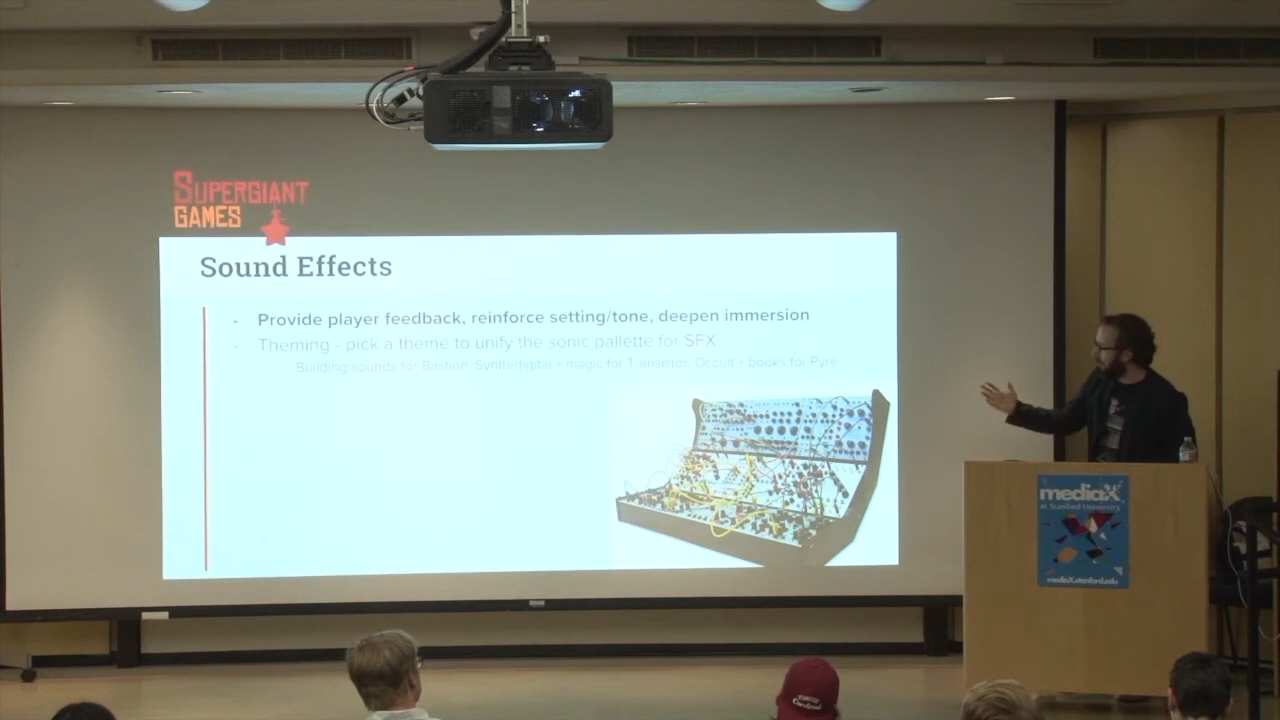 SUPERGIANT
GAMES
Sound Effects
- Provide player feedback, reinforce setting/tone, deepen immersion
- Theming - pick a theme to unify the sonic pallette for SFX
- Building sounds for Bastion, Synth/digital + magic for Transistor, Occult + books for Pyre
mediaX
at Stanford University
mediaX.stanford.edu